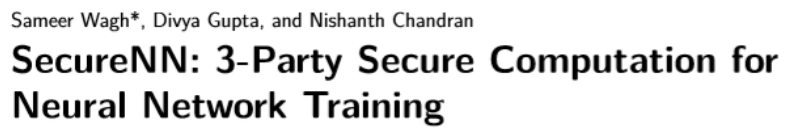 Sameer Wagh*, Divya Gupta, and Nishanth Chandran
SecureNN: 3-Party Secure Computation for
Neural Network Training